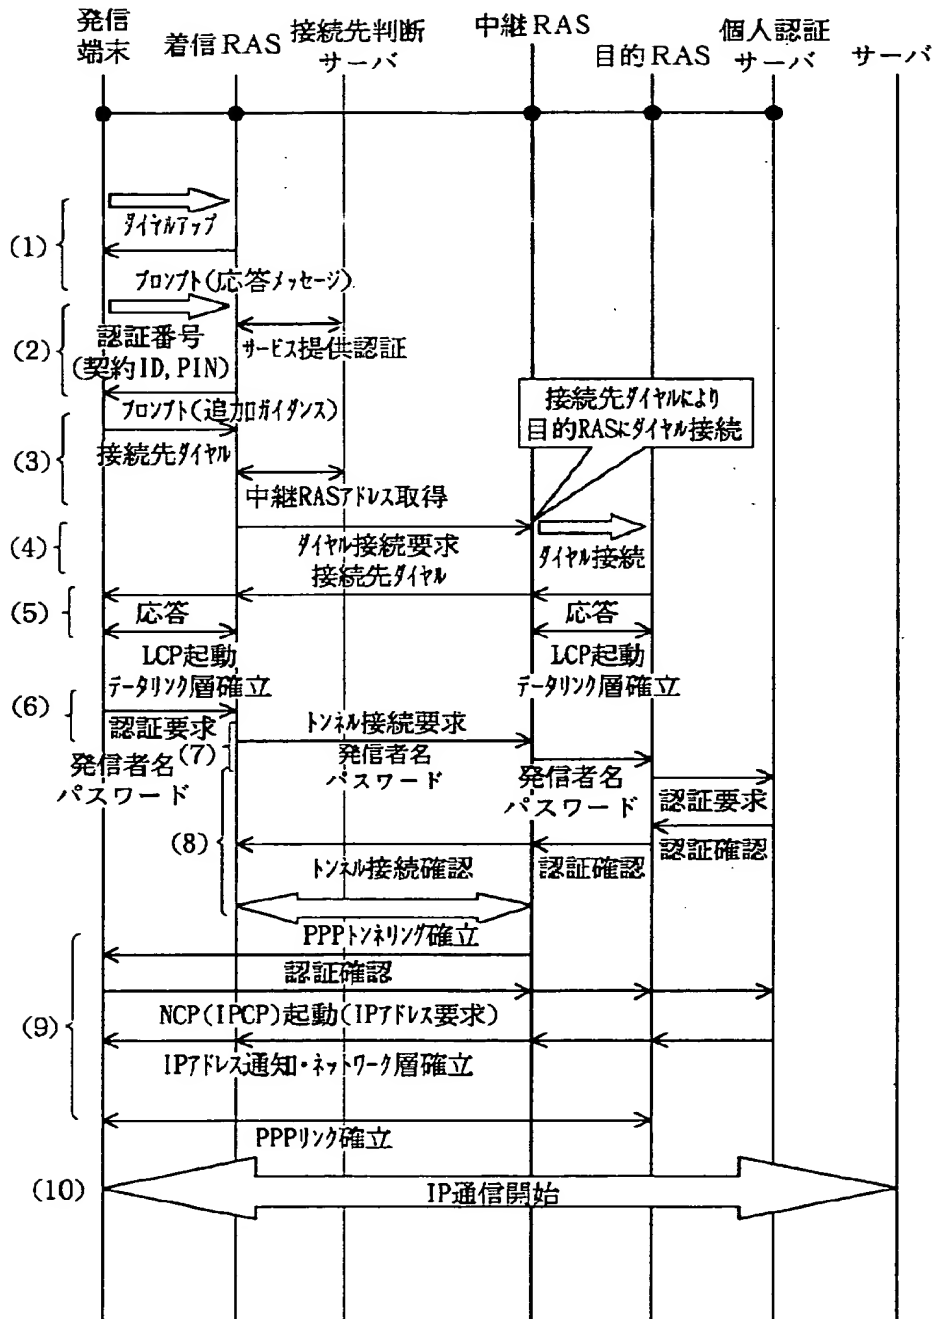 発信
端末
着信RAS
接続先判断
サーバ
中継RAS
目的RAS
個人認証
サーバ
サーバ
(1)
ダイヤルアップ
プロンプト(応答メッセージ)
(2)
認証番号
(契約ID,PIN)
サービス提供認証
プロンプト(追加ガイダンス)
接続先ダイヤルにより
目的RASにダイヤル接続
(3)
接続先ダイヤル
中継RASアドレス取得
(4)
ダイヤル接続要求
接続先ダイヤル
ダイヤル接続
(5)
応答
応答
LCP起動
データリンク層確立
LCP起動
データリンク層確立
(6)
認証要求
発信者名
パスワード
(7)
トンネル接続要求
発信者名
パスワード
発信者名
パスワード
認証要求
(8)
トンネル接続確認
認証確認
認証確認
PPPトンネリング確立
(9)
認証確認
NCP(IPCP)起動(IPアドレス要求)
IPアドレス通知・ネットワーク層確立
PPPリンク確立
(10)
IP通信開始